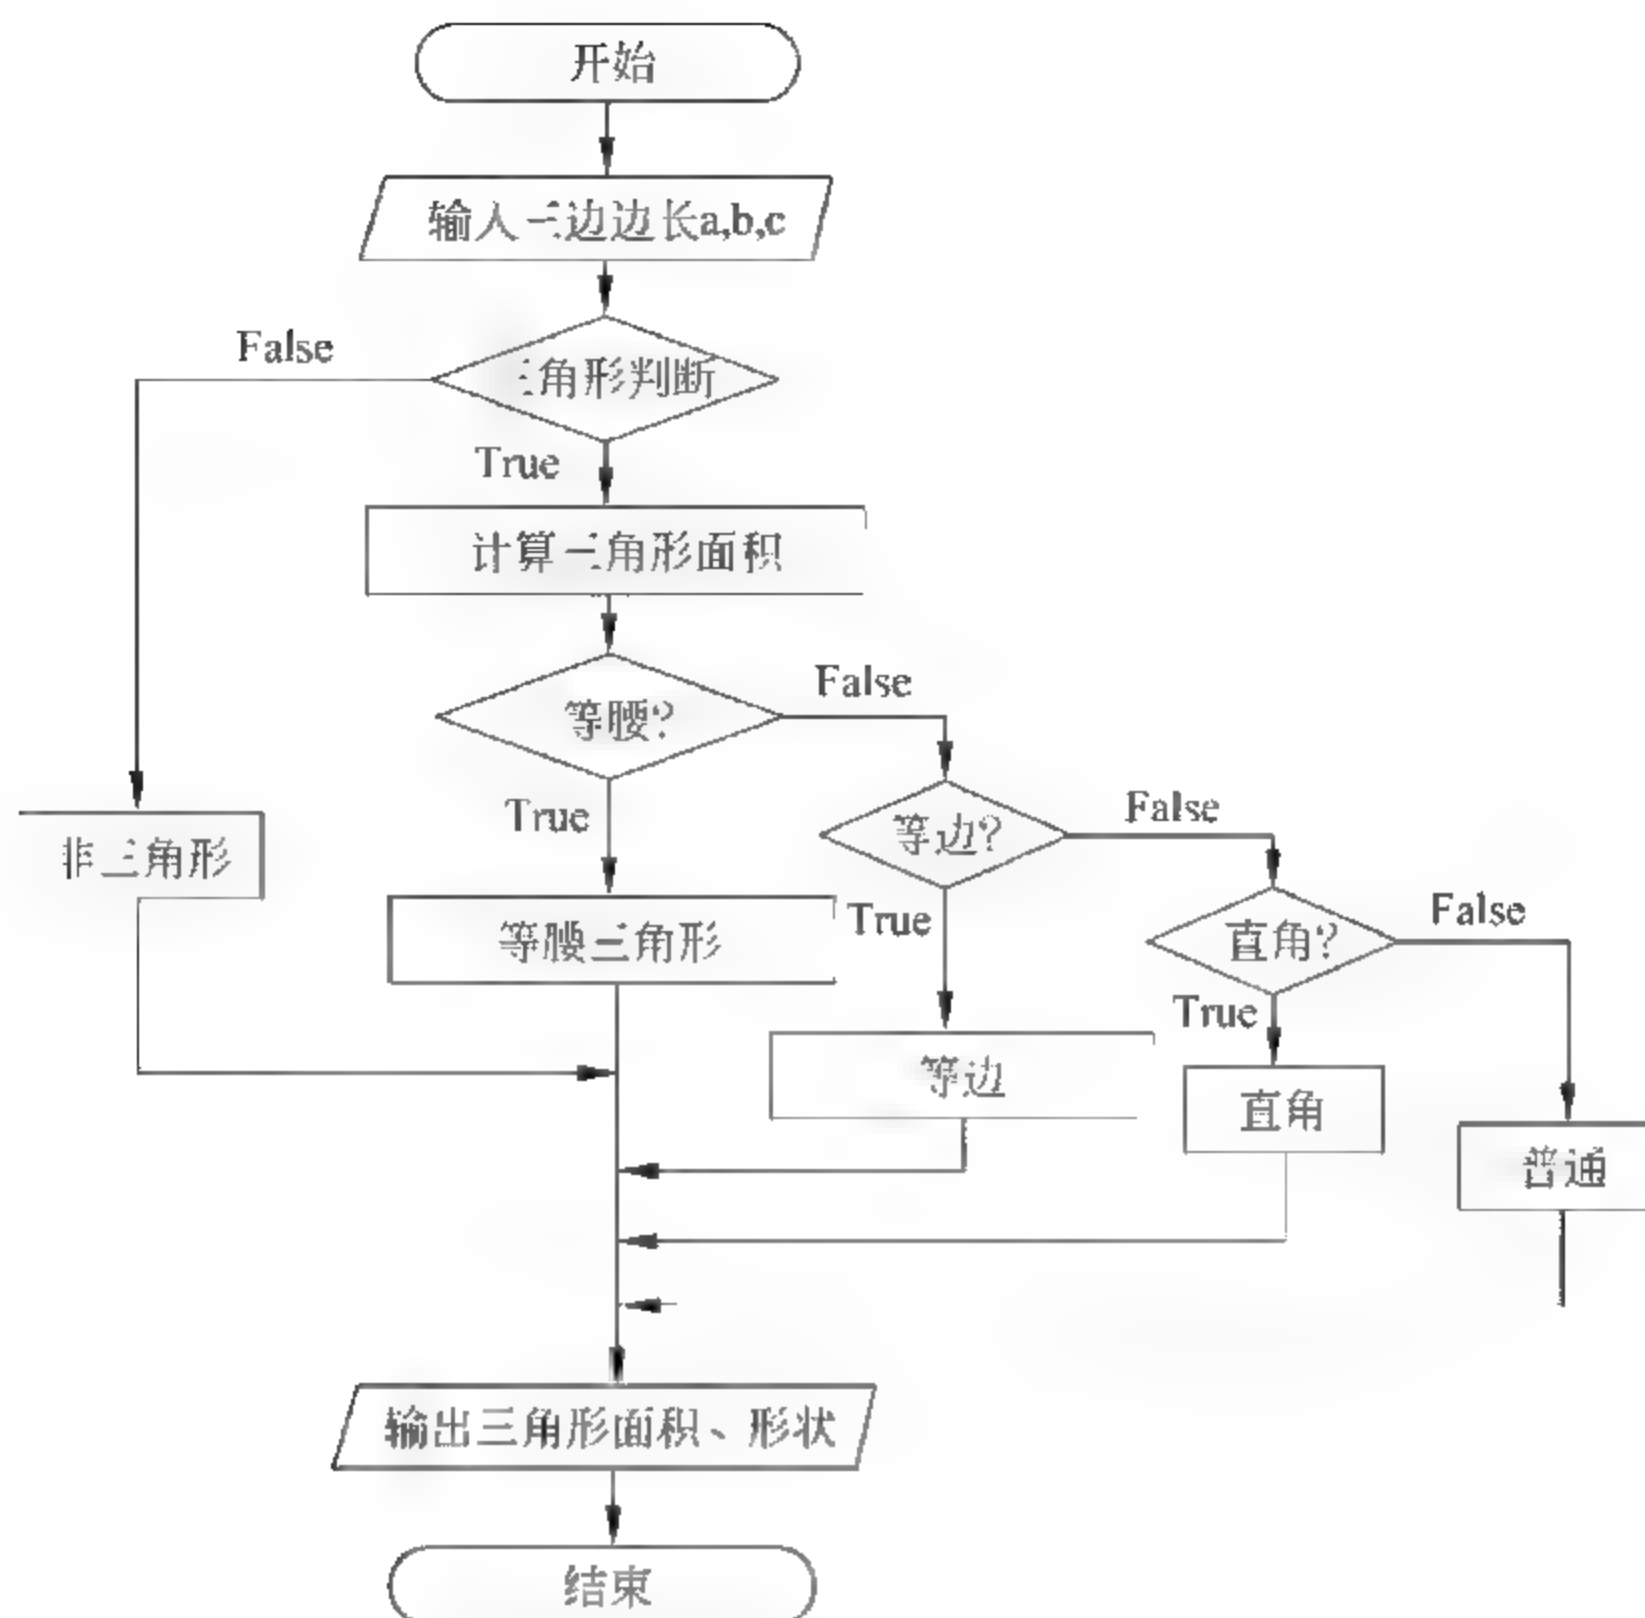 开始
输入三边边长a,b,c
False
三角形判断
True
计算三角形面积
False
等腰?
True
False
等边?
非三角形
True
False
等腰三角形
直角?
True
等边
直角
普通
输出三角形面积、形状
结束